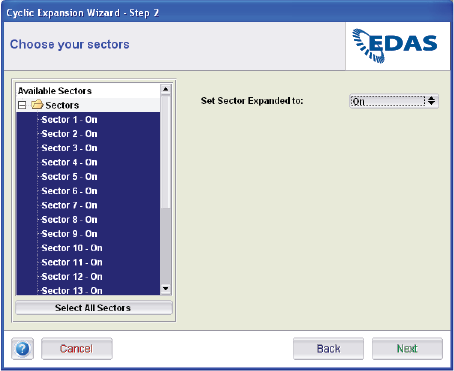 Cyclic Expansion Wizard - Step 2
Choose your sectors
EDAS
Available Sectors
Sectors
Sector 1 - On
Sector 2 - On
Sector 3 - On
Sector 4 - On
Sector 5 - On
Sector 6 - On
Sector 7 - On
Sector 8 - On
Sector 9 - On
Sector 10 - On
Sector 11 - On
Sector 12 - On
Sector 13 - On
Select All Sectors
Set Sector Expanded to:
On
?
Cancel
Back
Next